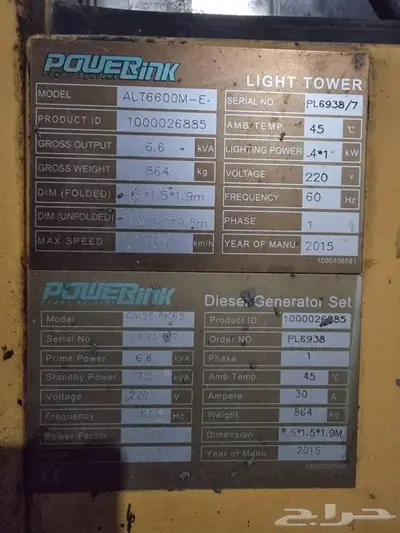 POWERLink
LIGHT TOWER
MODEL ALT6600M-E
SERIAL NO. PL6938/7
PRODUCT ID 1000026885
AMB.TEMP. 45 ℃
GROSS OUTPUT 6.6 kVA
LIGHTING POWER .4*1 kW
GROSS WEIGHT 864 kg
VOLTAGE 220 V
DIM (FOLDED) *1.5*1.9m
FREQUENCY 60 Hz
DIM (UNFOLDED)
PHASE 1
MAX SPEED km/h
YEAR OF MANU. 2015
1000106581
POWERLink
Diesel Generator Set
Model
Product ID 1000026885
Serial No
Order NO. PL6938
Prime Power 6.6 kVA
Phase 1
Standby Power kVA
Amb Temp. 45 ℃
Voltage 220 V
Ampere 30 A
Frequency Hz
Weight 864 kg
Power Factor
Dimension *1.5*1.9M
Year of Manu. 2015
CE
حراج